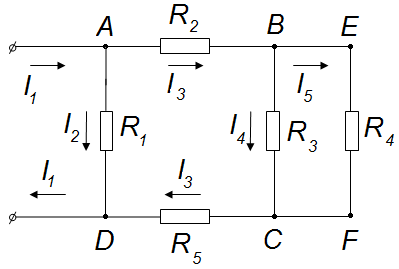 A R₂ B E
I₁ I₃ I₅
I₂ R₁ I₄ R₃ R₄
I₁ I₃
D R₅ C F